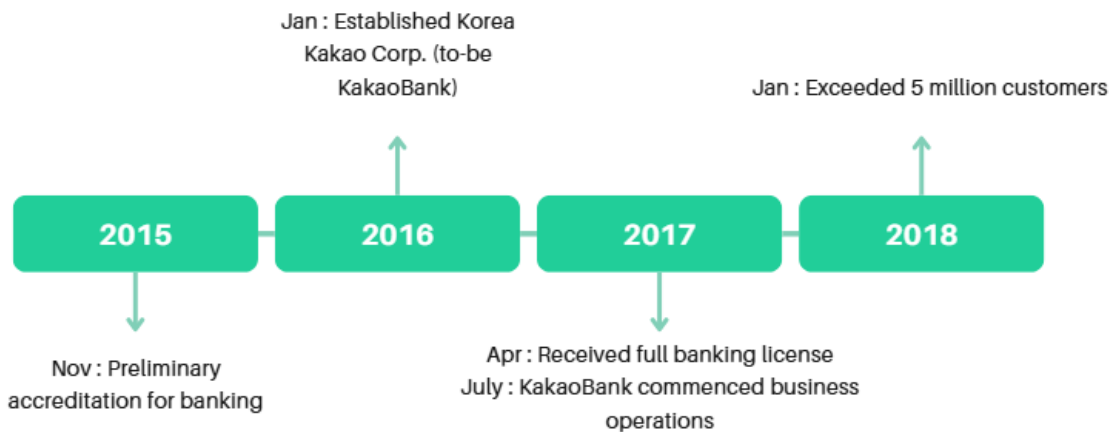 Jan : Established Korea
Kakao Corp. (to-be
KakaoBank)
Jan : Exceeded 5 million customers
2015
2016
2017
2018
Nov : Preliminary
accreditation for banking
Apr : Received full banking license
July : KakaoBank commenced business
operations